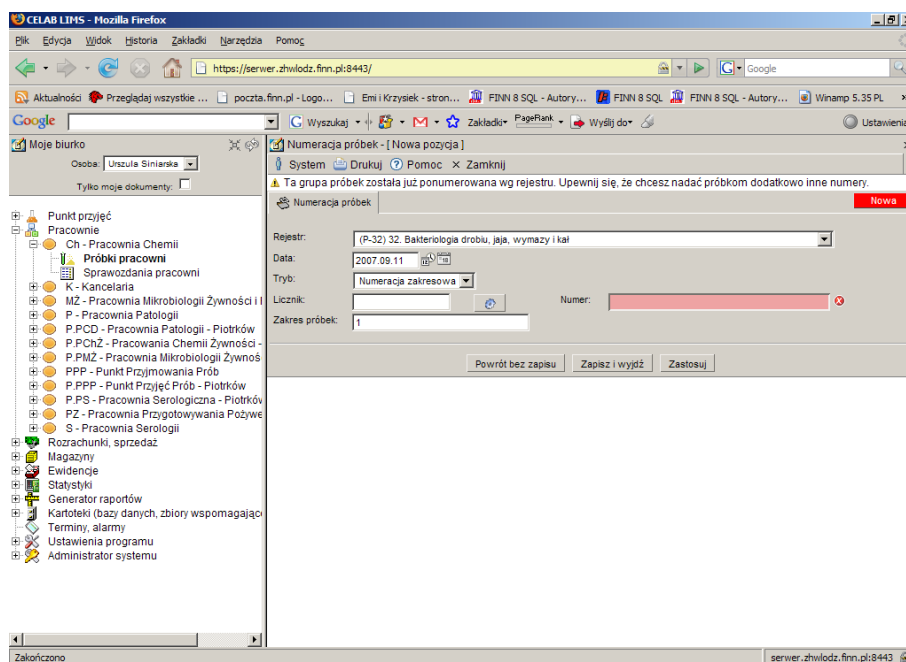 CELAB LIMS - Mozilla Firefox
Plik Edycja Widok Historia Zakładki Narzędzia Pomoc
https://serwer.zhwlodz.finn.pl:8443/ G Google
Aktualności Przeglądaj wszystkie ... poczta.finn.pl - Logo... Emi i Krzysiek - stron... FINN 8 SQL - Autory... FINN 8 SQL FINN 8 SQL - Autory... Winamp 5.35 PL »
Google G Wyszukaj Zakładki PageRank Wyślij do Ustawienia
Moje biurko
Osoba: Urszula Siniarska
Tylko moje dokumenty:
Punkt przyjęć
Pracownie
Ch - Pracownia Chemii
Próbki pracowni
Sprawozdania pracowni
K - Kancelaria
MŻ - Pracownia Mikrobiologii Żywności i
P - Pracownia Patologii
P.PCD - Pracownia Patologii - Piotrków
P.PChŻ - Pracowania Chemii Żywności -
P.PMŻ - Pracownia Mikrobiologii Żywnoś
PPP - Punkt Przyjmowania Prób
P.PPP - Punkt Przyjęć Prób - Piotrków
P.PS - Pracownia Serologiczna - Piotrków
PZ - Pracownia Przygotowywania Pożywe
S - Pracownia Serologii
Rozrachunki, sprzedaż
Magazyny
Ewidencje
Statystyki
Generator raportów
Kartoteki (bazy danych, zbiory wspomagając
Terminy, alarmy
Ustawienia programu
Administrator systemu
Numeracja próbek - [ Nowa pozycja ]
System Drukuj Pomoc Zamknij
Ta grupa próbek została już ponumerowana wg rejestru. Upewnij się, że chcesz nadać próbkom dodatkowo inne numery.
Numeracja próbek Nowa
Rejestr: (P-32) 32. Bakteriologia drobiu, jaja, wymazy i kał
Data: 2007.09.11
Tryb: Numeracja zakresowa
Licznik: Numer:
Zakres próbek: 1
Powrót bez zapisu Zapisz i wyjdź Zastosuj
Zakończono serwer.zhwlodz.finn.pl:8443